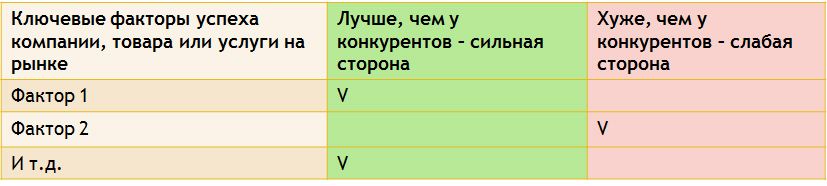 Ключевые факторы успеха
компании, товара или услуги на
рынке
Лучше, чем у
конкурентов – сильная
сторона
Хуже, чем у
конкурентов – слабая
сторона
Фактор 1
V
Фактор 2
V
И т.д.
V